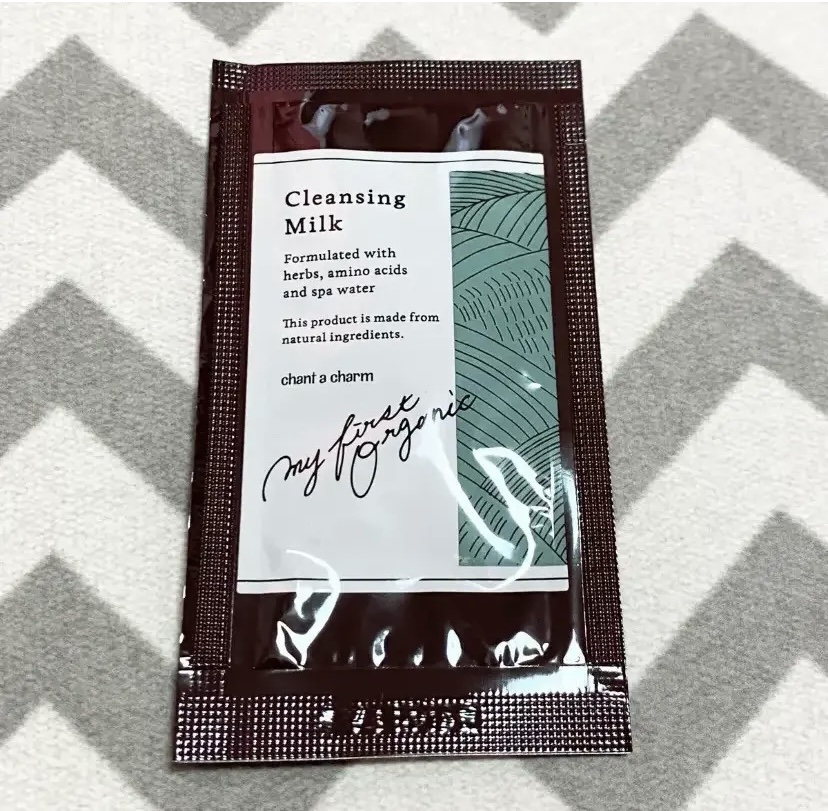 Cleansing
Milk
Formulated with
herbs, amino acids
and spa water
This product is made from
natural ingredients.
chant a charm
my first
Organic